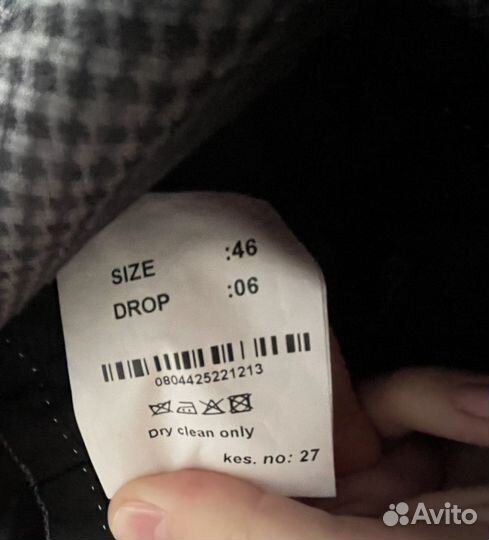 SIZE :46
DROP :06
0804425221213
Dry clean only
kes. no: 27
Avito